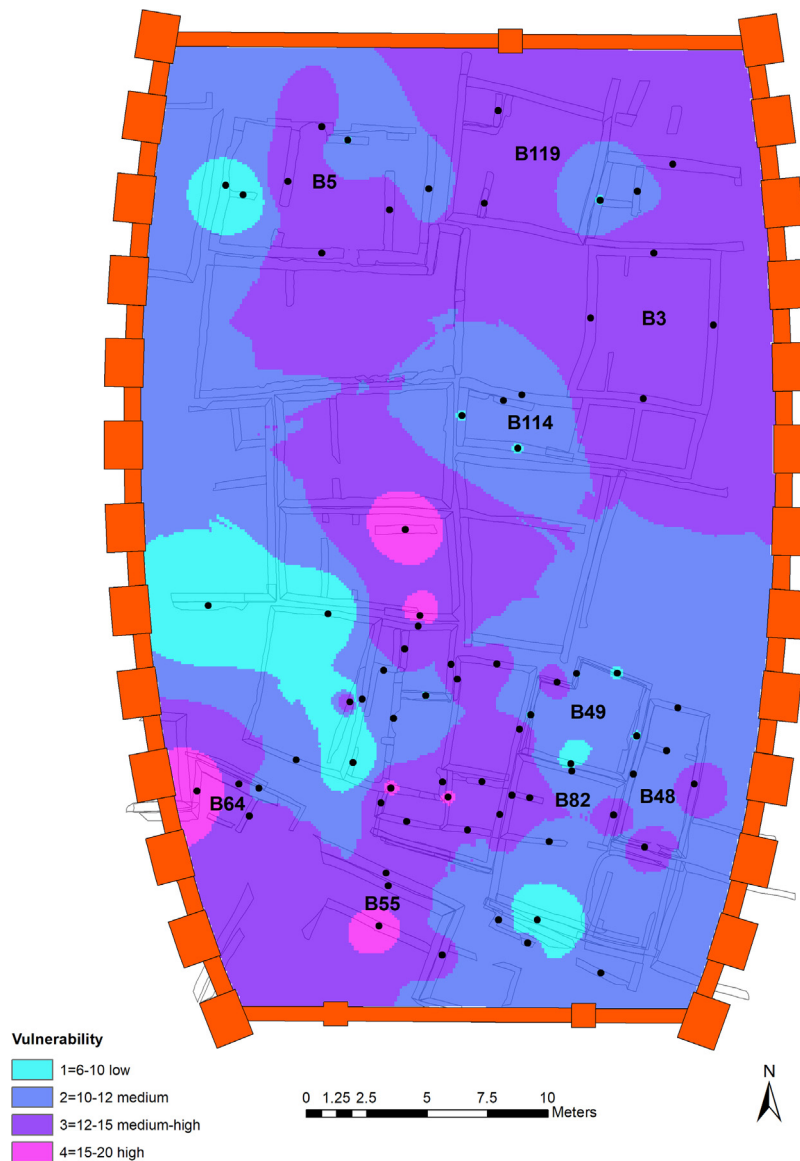 B5
B119
B3
B114
B49
B64
B82
B48
B55
Vulnerability
1=6-10 low
2=10-12 medium
3=12-15 medium-high
4=15-20 high
0 1.25 2.5 5 7.5 10
Meters
N